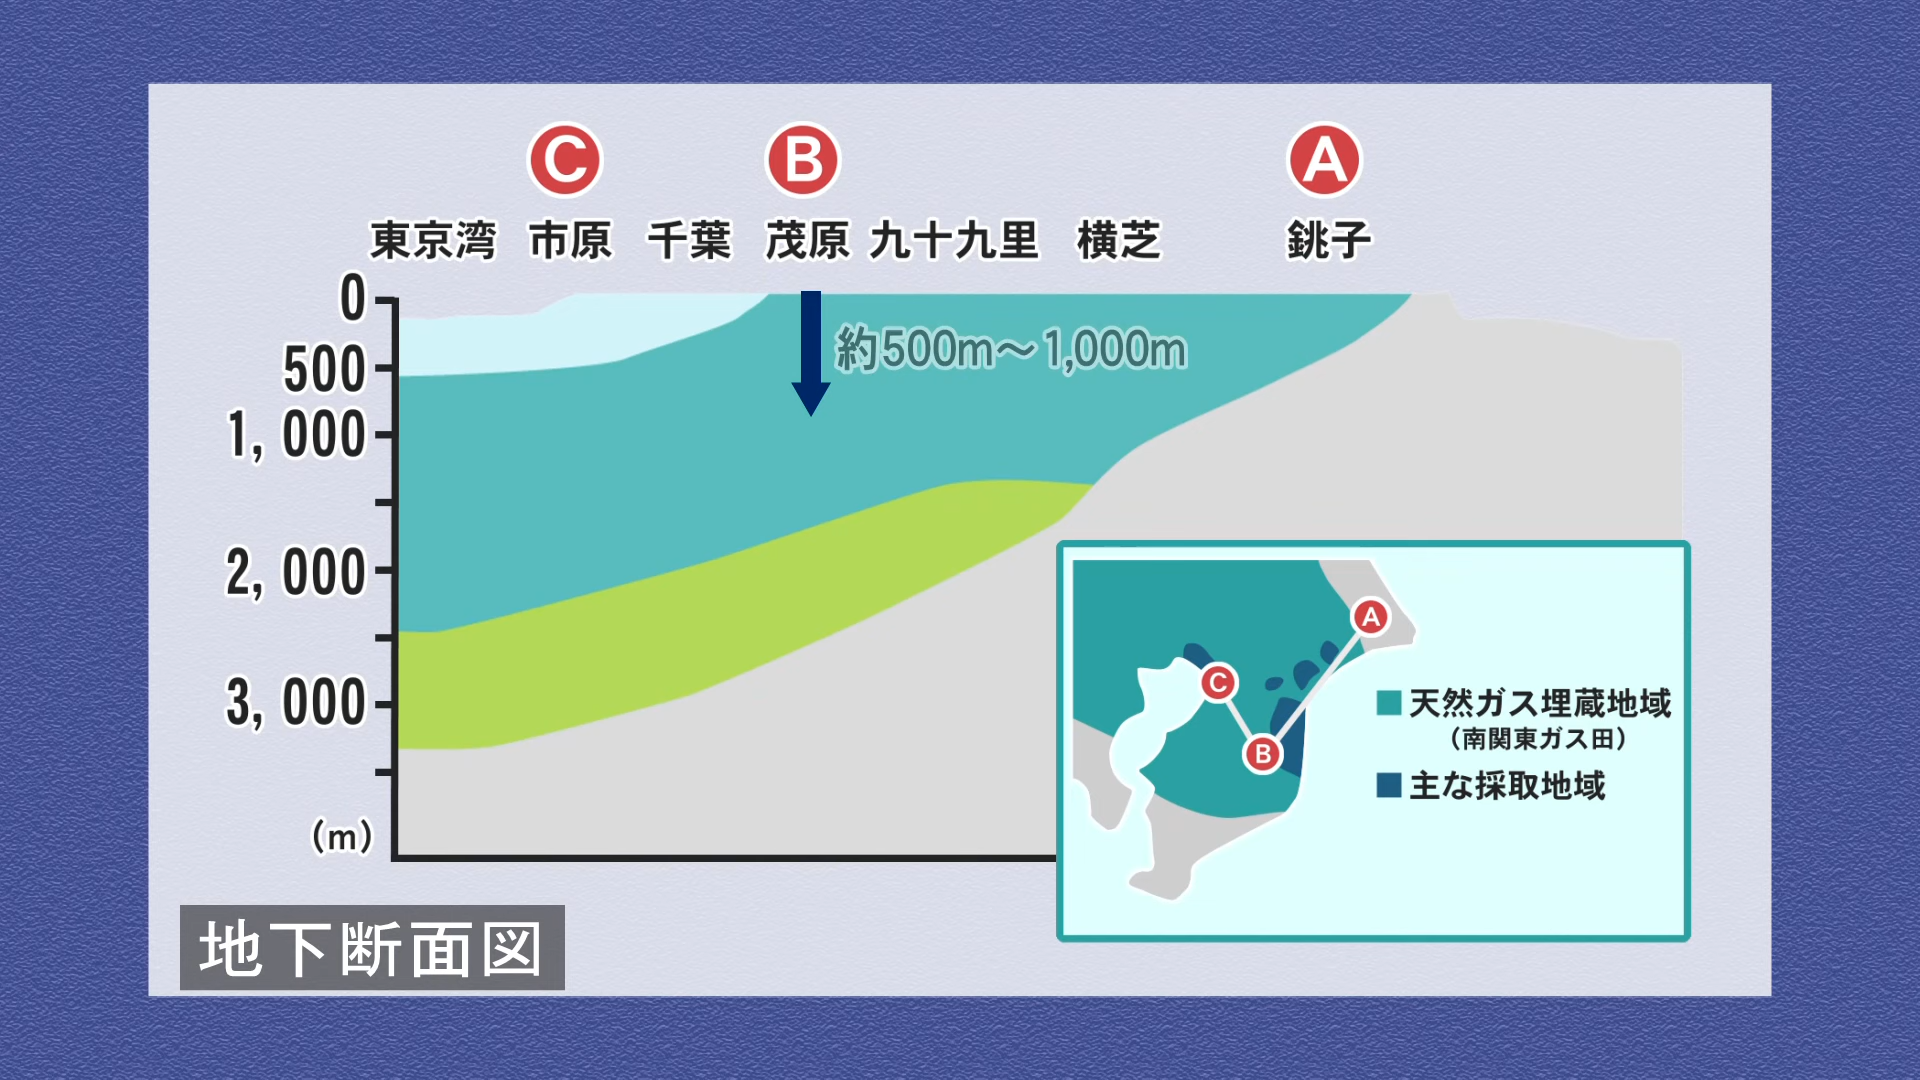 C B A
東京湾 市原 千葉 茂原 九十九里 横芝 銚子
0
約500m～1,000m
500
1,000
2,000
3,000
(m)
A
C
B
天然ガス埋蔵地域
（南関東ガス田）
主な採取地域
地下断面図